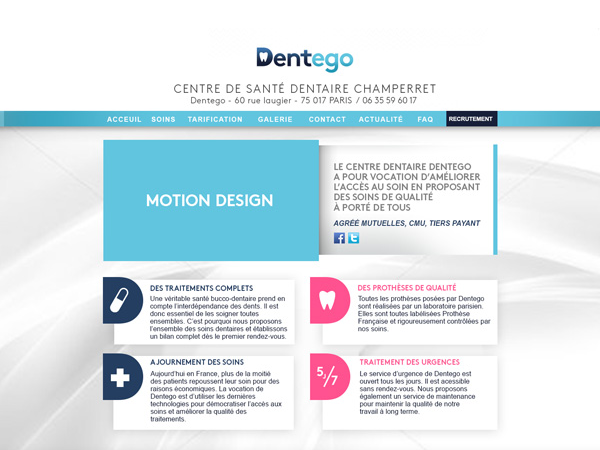 Dentego
CENTRE DE SANTÉ DENTAIRE CHAMPERRET
Dentego - 60 rue laugier - 75 017 PARIS / 06 35 59 60 17
ACCEUIL SOINS TARIFICATION GALERIE CONTACT ACTUALITÉ FAQ RECRUTEMENT
MOTION DESIGN
LE CENTRE DENTAIRE DENTEGO
A POUR VOCATION D'AMÉLIORER
L'ACCÈS AU SOIN EN PROPOSANT
DES SOINS DE QUALITÉ
À PORTÉ DE TOUS
AGRÉÉ MUTUELLES, CMU, TIERS PAYANT
DES TRAITEMENTS COMPLETS
Une véritable santé bucco-dentaire prend en
compte l'interdépendance des dents. Il est
donc essentiel de les soigner toutes
ensembles. C'est pourquoi nous proposons
l'ensemble des soins dentaires et établissons
un bilan complet dès le premier rendez-vous.
DES PROTHÈSES DE QUALITÉ
Toutes les prothèses posées par Dentego
sont réalisées par un laboratoire parisien.
Elles sont toutes labélisées Prothèse
Française et rigoureusement contrôlées par
nos soins.
AJOURNEMENT DES SOINS
Aujourd'hui en France, plus de la moitié
des patients repoussent leur soin pour des
raisons économiques. La vocation de
Dentego est d'utiliser les dernières
technologies pour démocratiser l'accés aux
soins et améliorer la qualité des
traitements.
5j/7
TRAITEMENT DES URGENCES
Le service d'urgence de Dentego est
ouvert tous les jours. Il est acessible
sans rendez-vous. Nous proposons
également un service de maintenance
pour maintenir la qualité de notre
travail à long terme.